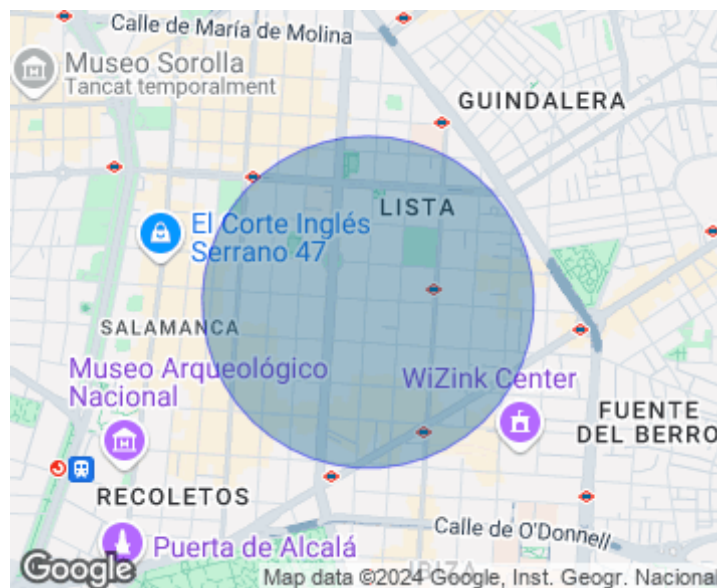 Calle de María de Molina
Museo Sorolla
Tancat temporalment
GUINDALERA
LISTA
El Corte Inglés
Serrano 47
SALAMANCA
Museo Arqueológico
Nacional
WiZink Center
FUENTE
DEL BERRO
RECOLETOS
Calle de O'Donnell
Puerta de Alcalá
IBIZA
Google
Map data ©2024 Google, Inst. Geogr. Nacional